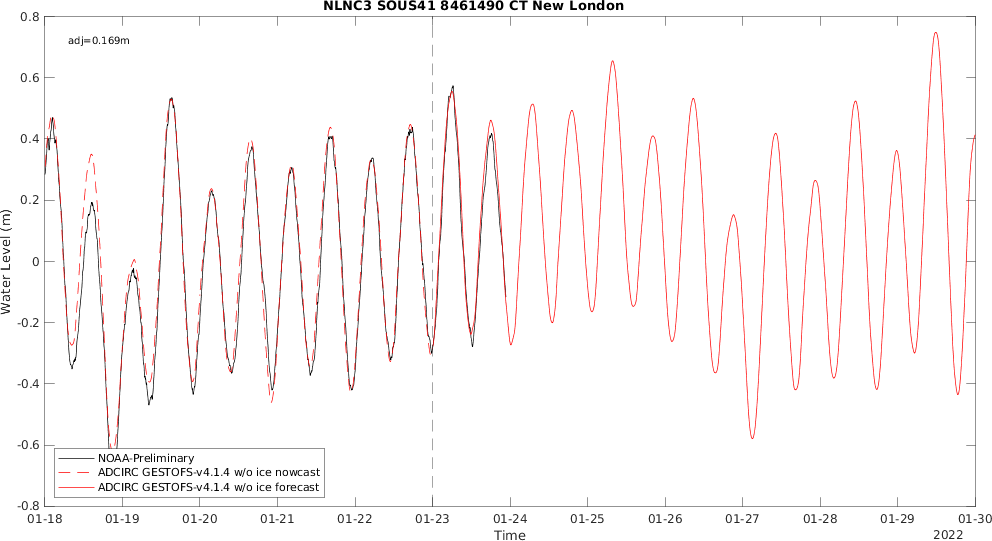 NLNC3 SOUS41 8461490 CT New London
adj=0.169m
Water Level (m)
0.8
0.6
0.4
0.2
0
-0.2
-0.4
-0.6
-0.8
NOAA-Preliminary
ADCIRC GESTOFS-v4.1.4 w/o ice nowcast
ADCIRC GESTOFS-v4.1.4 w/o ice forecast
01-18 01-19 01-20 01-21 01-22 01-23 01-24 01-25 01-26 01-27 01-28 01-29 01-30
Time
2022